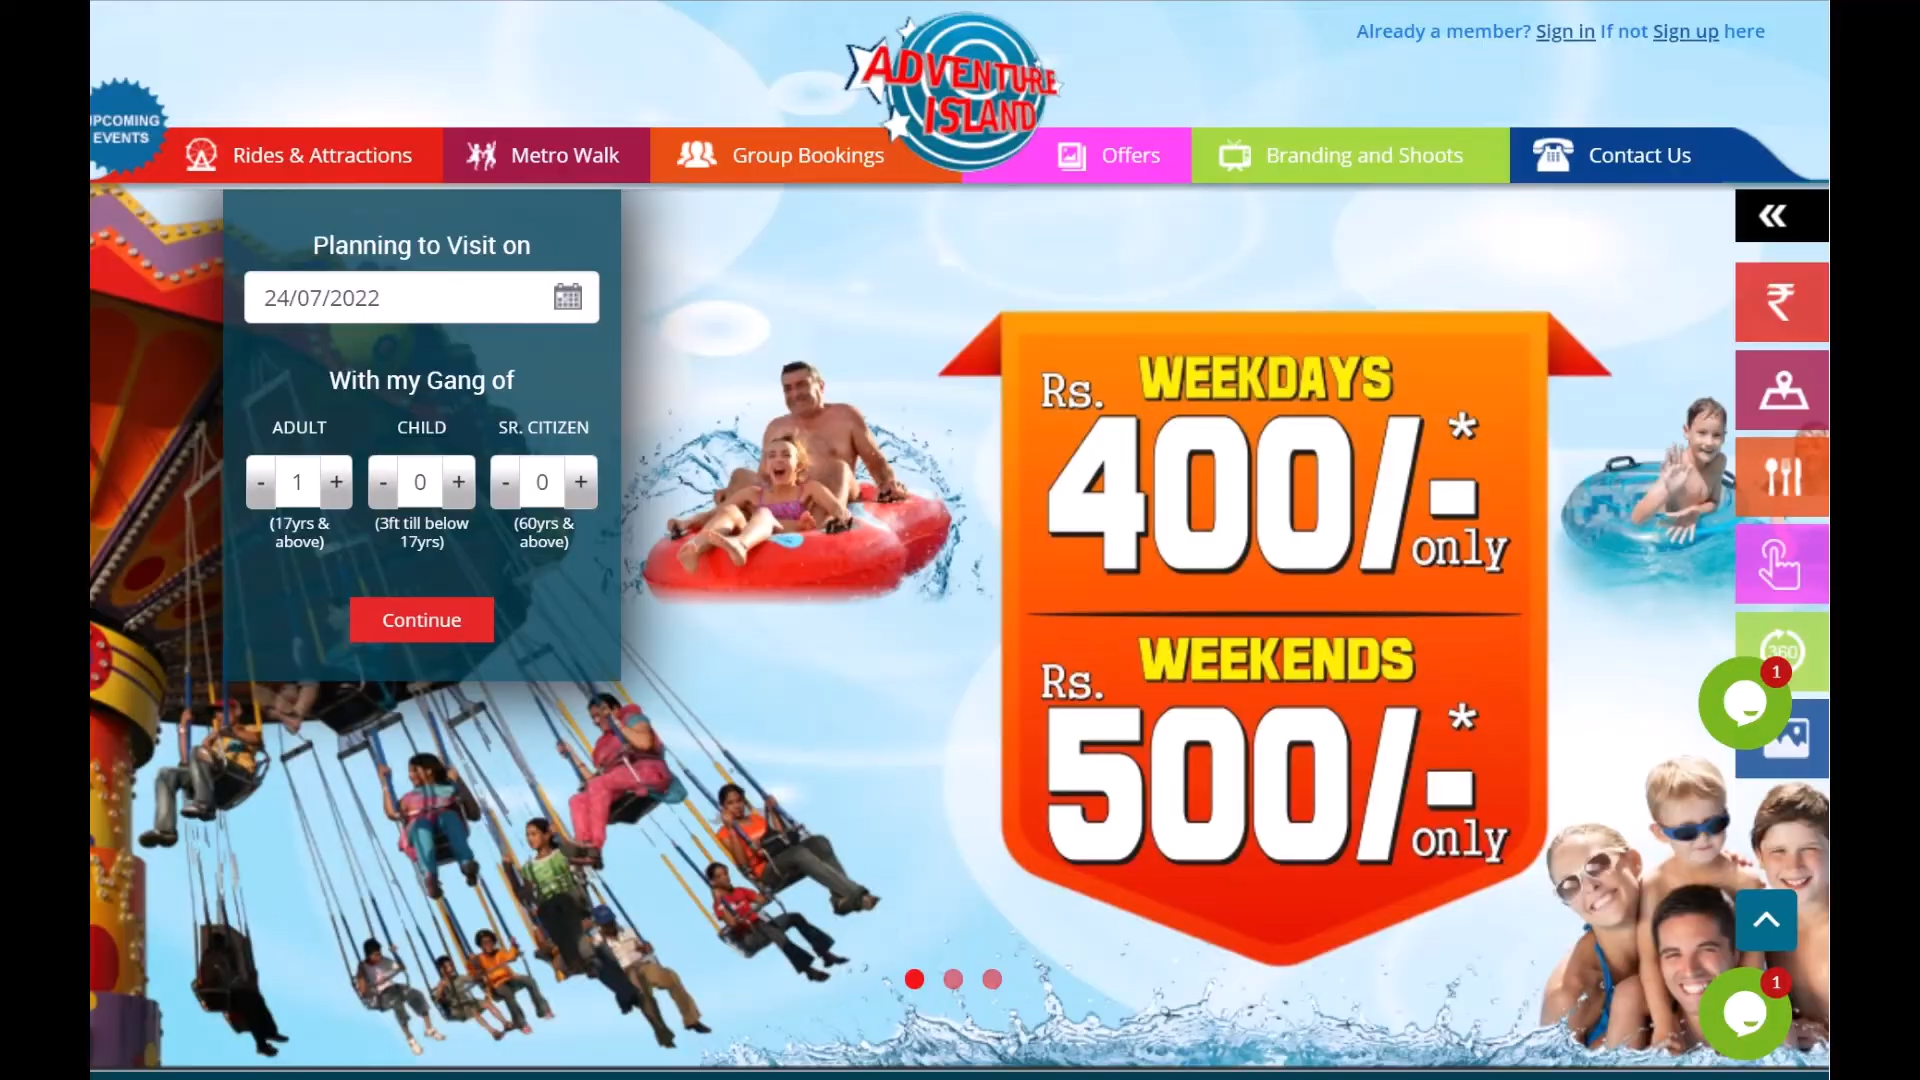 Already a member? Sign in If not Sign up here
ADVENTURE
ISLAND
UPCOMING
EVENTS
Rides & Attractions
Metro Walk
Group Bookings
Offers
Branding and Shoots
Contact Us
Planning to Visit on
24/07/2022
With my Gang of
ADULT CHILD SR. CITIZEN
- 1 + - 0 + - 0 +
(17yrs & above)
(3ft till below 17yrs)
(60yrs & above)
Continue
WEEKDAYS
Rs. 400/-*
only
WEEKENDS
Rs. 500/-*
only
«
₹
360
1
1